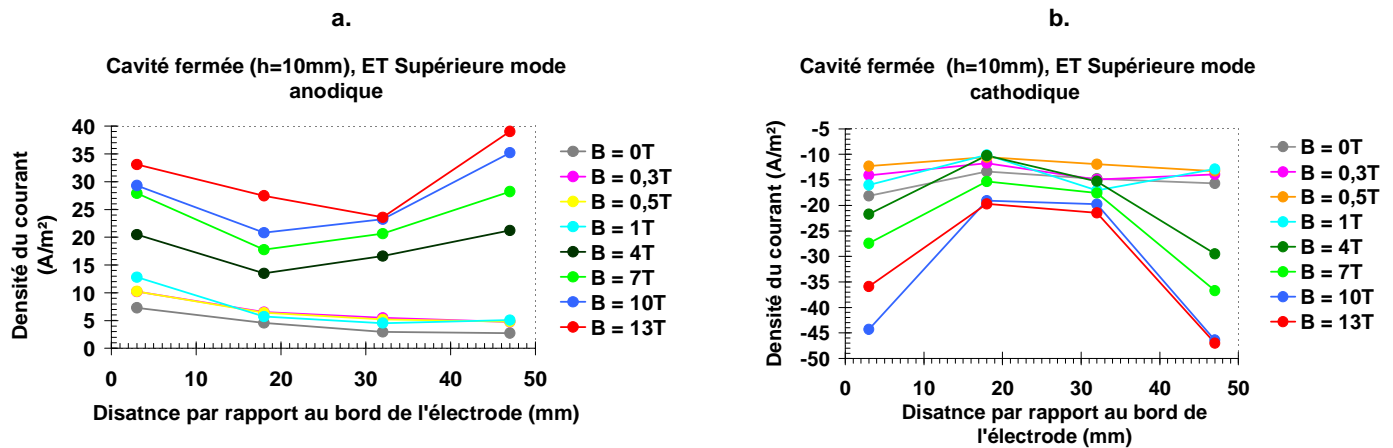 a.
Cavité fermée (h=10mm), ET Supérieure mode
anodique
Densité du courant
(A/m²)
40
35
30
25
20
15
10
5
0
0
10
20
30
40
50
Disatnce par rapport au bord de l'électrode (mm)
B = 0T
B = 0,3T
B = 0,5T
B = 1T
B = 4T
B = 7T
B = 10T
B = 13T
b.
Cavité fermée (h=10mm), ET Supérieure mode
cathodique
Densité du courant (A/m²)
-5
-10
-15
-20
-25
-30
-35
-40
-45
-50
0
10
20
30
40
50
Disatnce par rapport au bord de
l'électrode (mm)
B = 0T
B = 0,3T
B = 0,5T
B = 1T
B = 4T
B = 7T
B = 10T
B = 13T